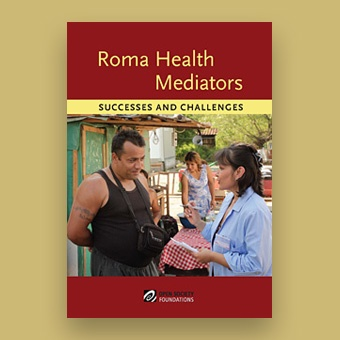 Roma Health
Mediators
SUCCESSES AND CHALLENGES
OPEN SOCIETY
FOUNDATIONS